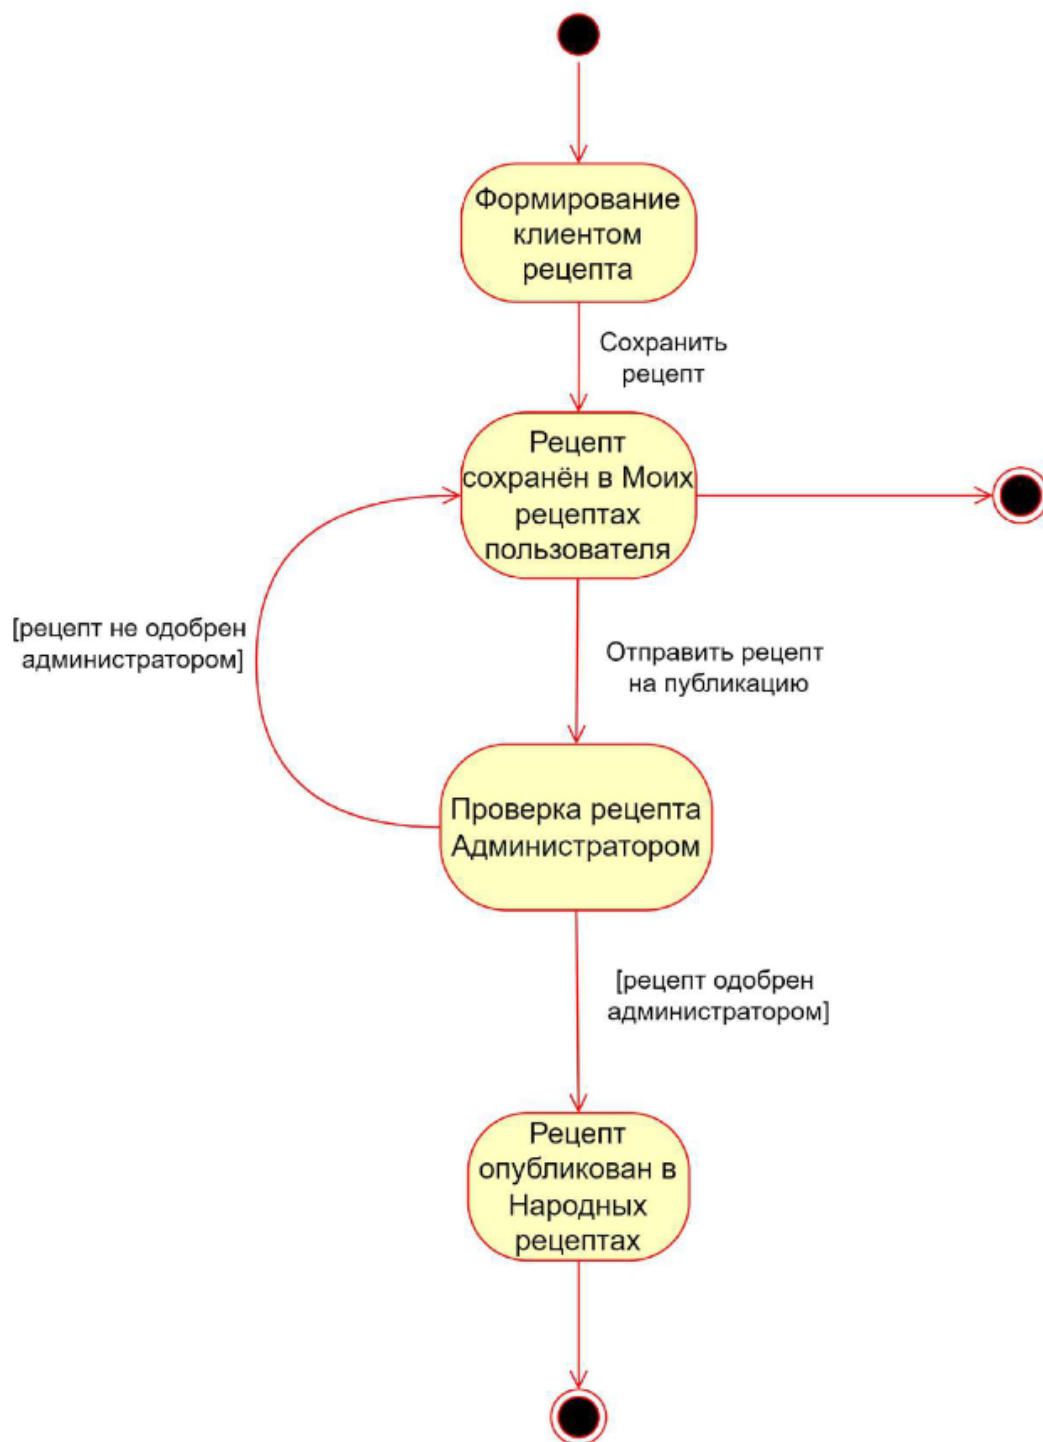 Формирование
клиентом
рецепта
Сохранить
рецепт
Рецепт
сохранён в Моих
рецептах
пользователя
[рецепт не одобрен
администратором]
Отправить рецепт
на публикацию
Проверка рецепта
Администратором
[рецепт одобрен
администратором]
Рецепт
опубликован в
Народных
рецептах